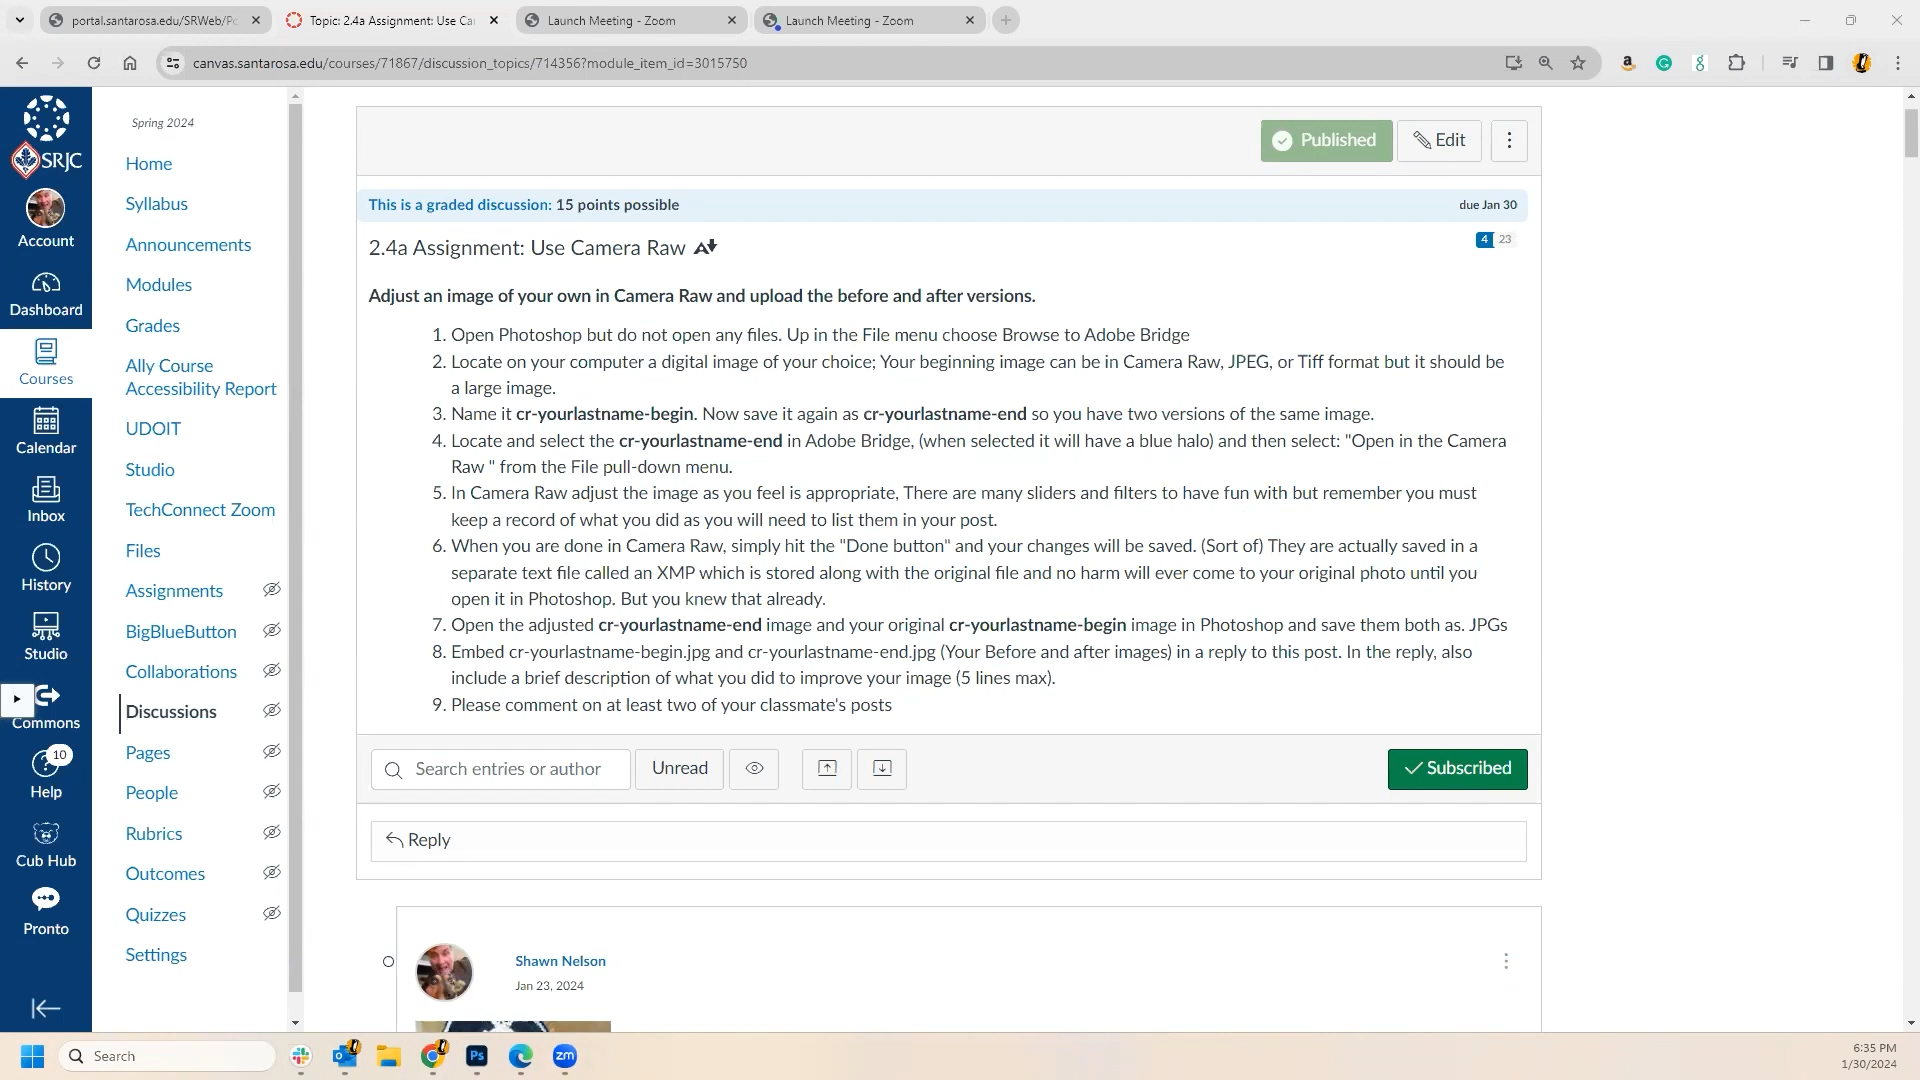 portal.santarosa.edu/SRWeb/Po
Topic: 2.4a Assignment: Use Ca
Launch Meeting - Zoom
Launch Meeting - Zoom
canvas.santarosa.edu/courses/71867/discussion_topics/714356?module_item_id=3015750
SRJC
Account
Dashboard
Courses
Calendar
Inbox
History
Studio
Commons
10
Help
Cub Hub
Pronto
Spring 2024
Home
Syllabus
Announcements
Modules
Grades
Ally Course
Accessibility Report
UDOIT
Studio
TechConnect Zoom
Files
Assignments
BigBlueButton
Collaborations
Discussions
Pages
People
Rubrics
Outcomes
Quizzes
Settings
Published
Edit
This is a graded discussion: 15 points possible
due Jan 30
2.4a Assignment: Use Camera Raw
4 23
Adjust an image of your own in Camera Raw and upload the before and after versions.
1. Open Photoshop but do not open any files. Up in the File menu choose Browse to Adobe Bridge
2. Locate on your computer a digital image of your choice; Your beginning image can be in Camera Raw, JPEG, or Tiff format but it should be
a large image.
3. Name it cr-yourlastname-begin. Now save it again as cr-yourlastname-end so you have two versions of the same image.
4. Locate and select the cr-yourlastname-end in Adobe Bridge, (when selected it will have a blue halo) and then select: "Open in the Camera
Raw " from the File pull-down menu.
5. In Camera Raw adjust the image as you feel is appropriate, There are many sliders and filters to have fun with but remember you must
keep a record of what you did as you will need to list them in your post.
6. When you are done in Camera Raw, simply hit the "Done button" and your changes will be saved. (Sort of) They are actually saved in a
separate text file called an XMP which is stored along with the original file and no harm will ever come to your original photo until you
open it in Photoshop. But you knew that already.
7. Open the adjusted cr-yourlastname-end image and your original cr-yourlastname-begin image in Photoshop and save them both as. JPGs
8. Embed cr-yourlastname-begin.jpg and cr-yourlastname-end.jpg (Your Before and after images) in a reply to this post. In the reply, also
include a brief description of what you did to improve your image (5 lines max).
9. Please comment on at least two of your classmate's posts
Search entries or author
Unread
Subscribed
Reply
Shawn Nelson
Jan 23, 2024
Search
Ps
zm
6:35 PM
1/30/2024